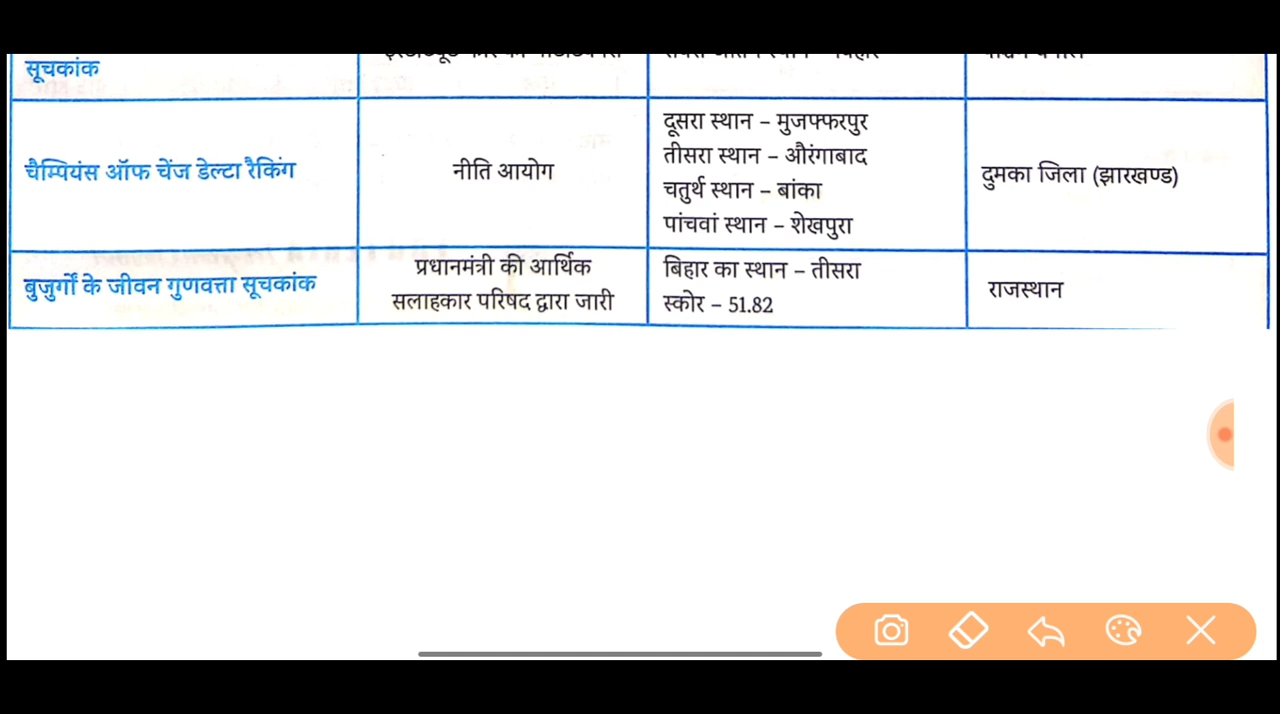 सूचकांक
चैम्पियंस ऑफ चेंज डेल्टा रैकिंग
नीति आयोग
दूसरा स्थान – मुजफ्फरपुर
तीसरा स्थान – औरंगाबाद
चतुर्थ स्थान – बांका
पांचवां स्थान – शेखपुरा
दुमका जिला (झारखण्ड)
बुजुर्गों के जीवन गुणवत्ता सूचकांक
प्रधानमंत्री की आर्थिक
सलाहकार परिषद द्वारा जारी
बिहार का स्थान – तीसरा
स्कोर – 51.82
राजस्थान